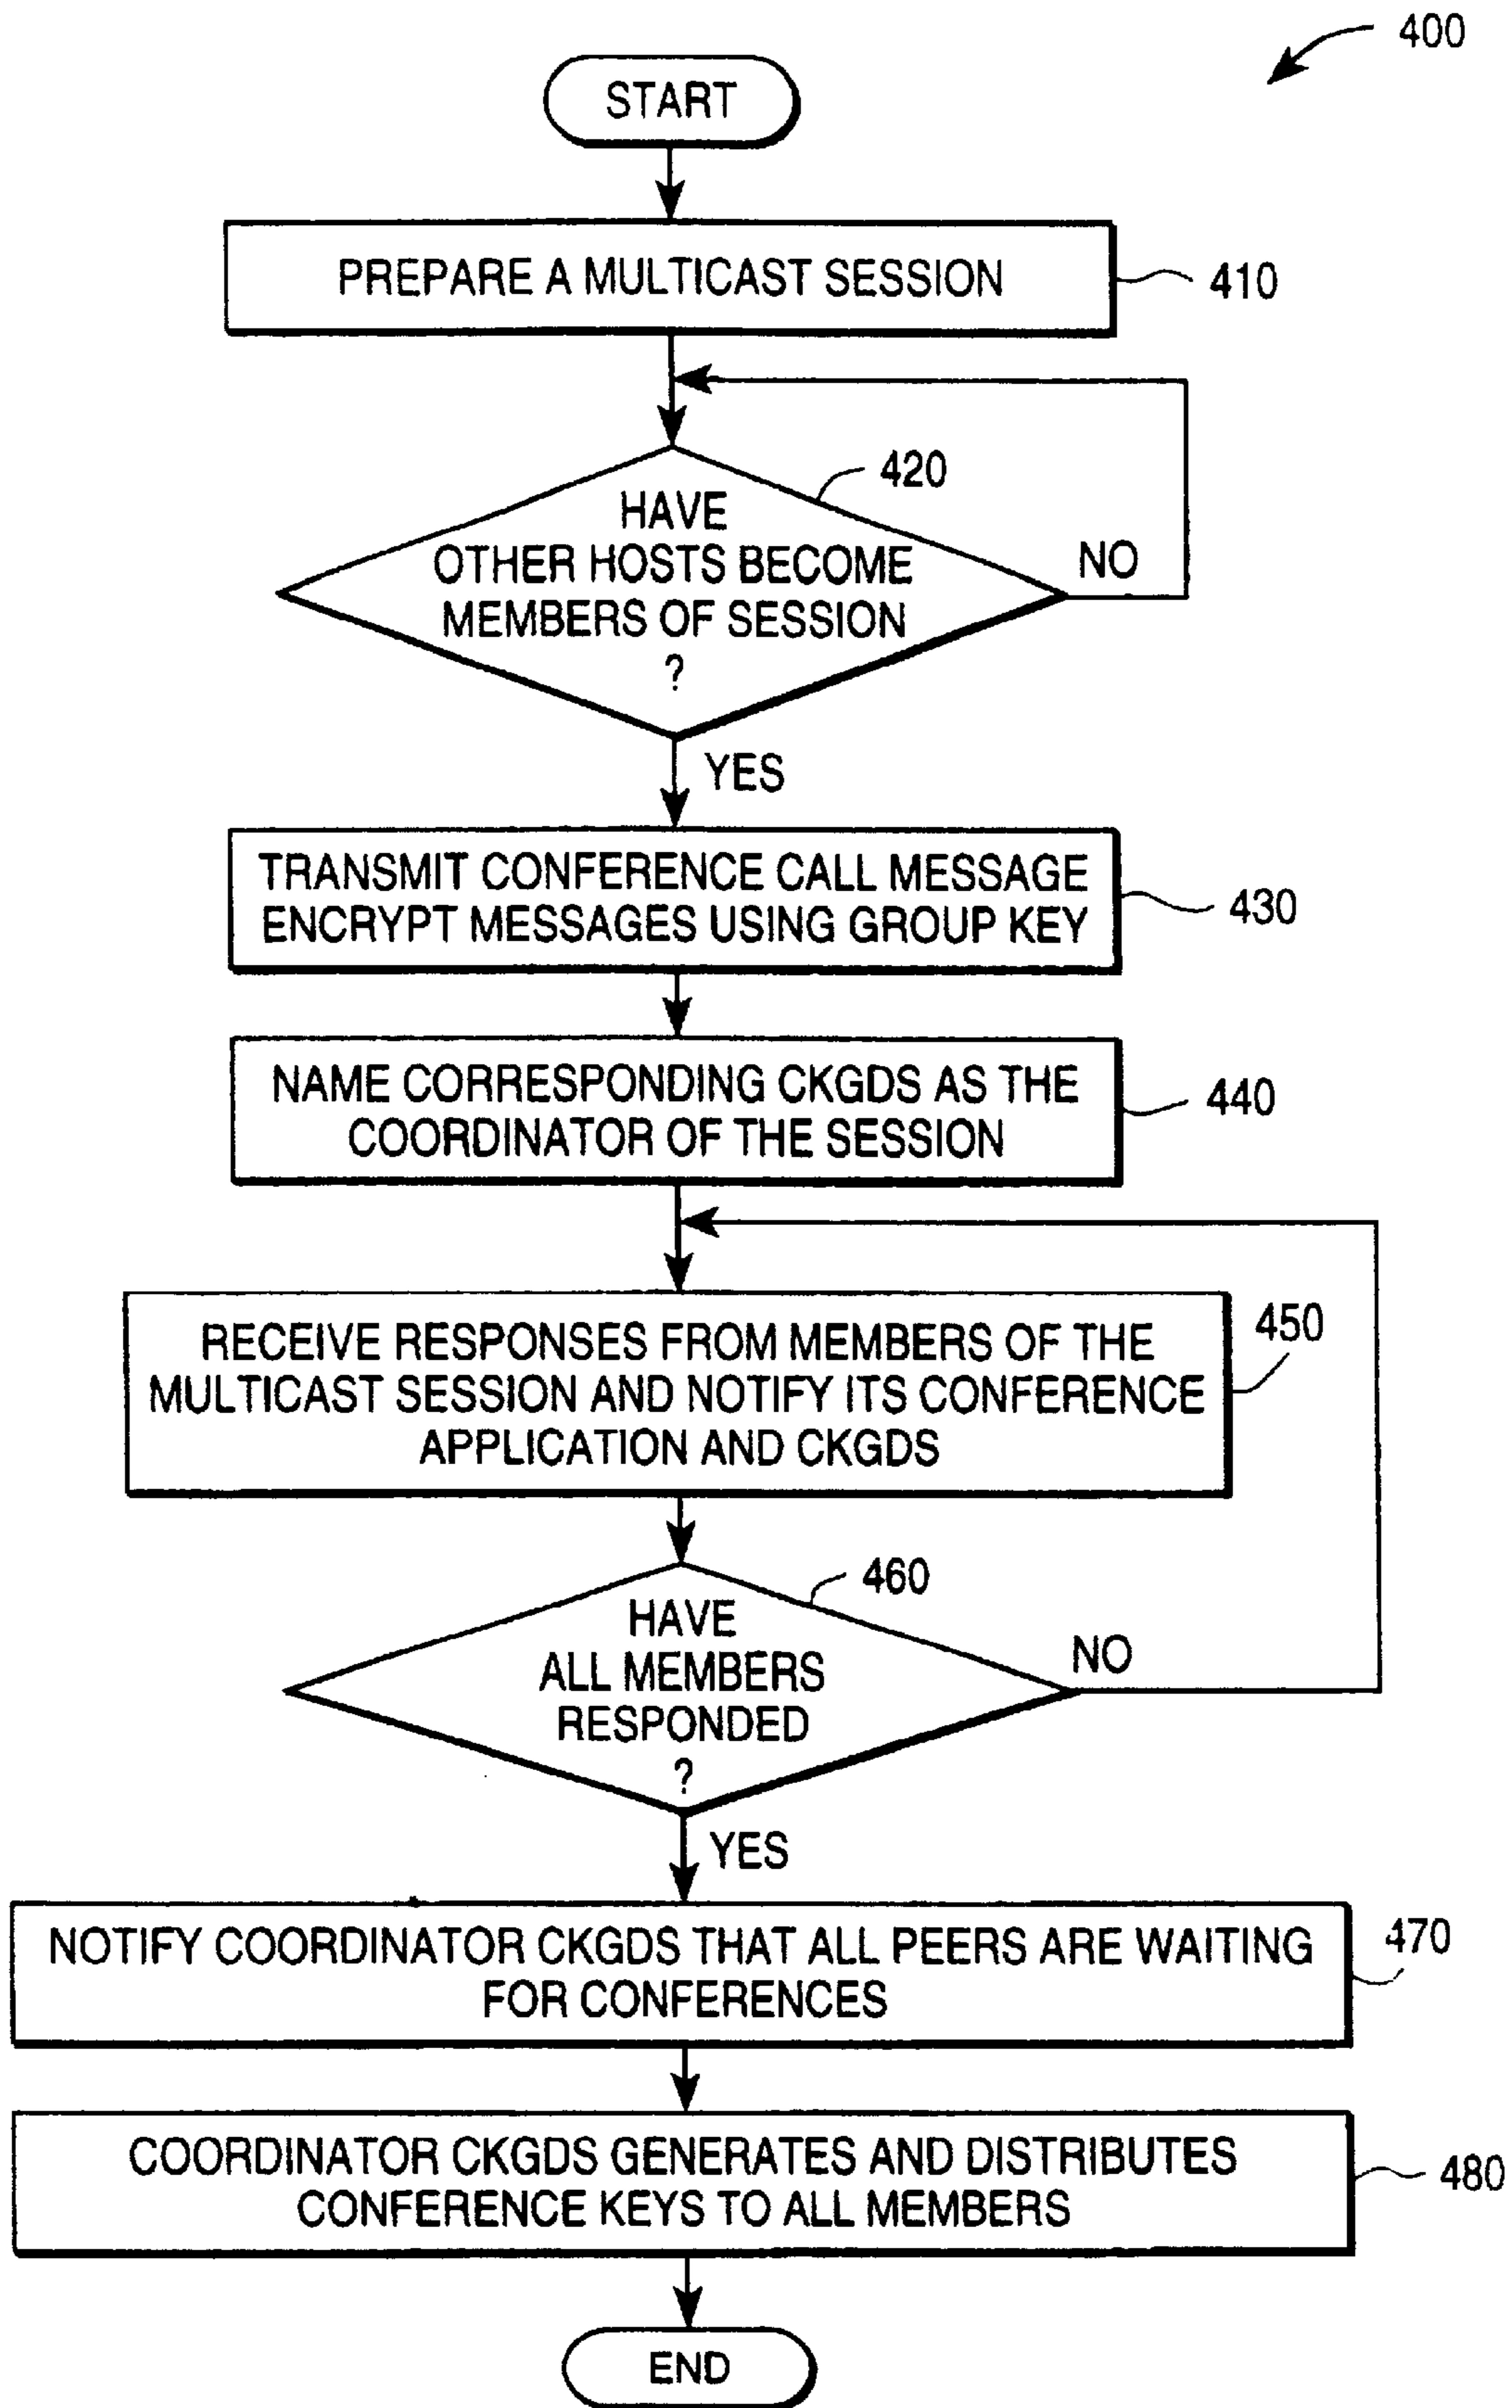 400
START
PREPARE A MULTICAST SESSION
410
420
HAVE
OTHER HOSTS BECOME
MEMBERS OF SESSION
?
NO
YES
TRANSMIT CONFERENCE CALL MESSAGE
ENCRYPT MESSAGES USING GROUP KEY
430
NAME CORRESPONDING CKGDS AS THE
COORDINATOR OF THE SESSION
440
RECEIVE RESPONSES FROM MEMBERS OF THE
MULTICAST SESSION AND NOTIFY ITS CONFERENCE
APPLICATION AND CKGDS
450
460
HAVE
ALL MEMBERS
RESPONDED
?
NO
YES
NOTIFY COORDINATOR CKGDS THAT ALL PEERS ARE WAITING
FOR CONFERENCES
470
COORDINATOR CKGDS GENERATES AND DISTRIBUTES
CONFERENCE KEYS TO ALL MEMBERS
480
END